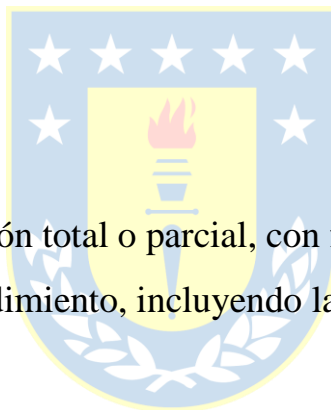 ón total o parcial, con
dimiento, incluyendo la